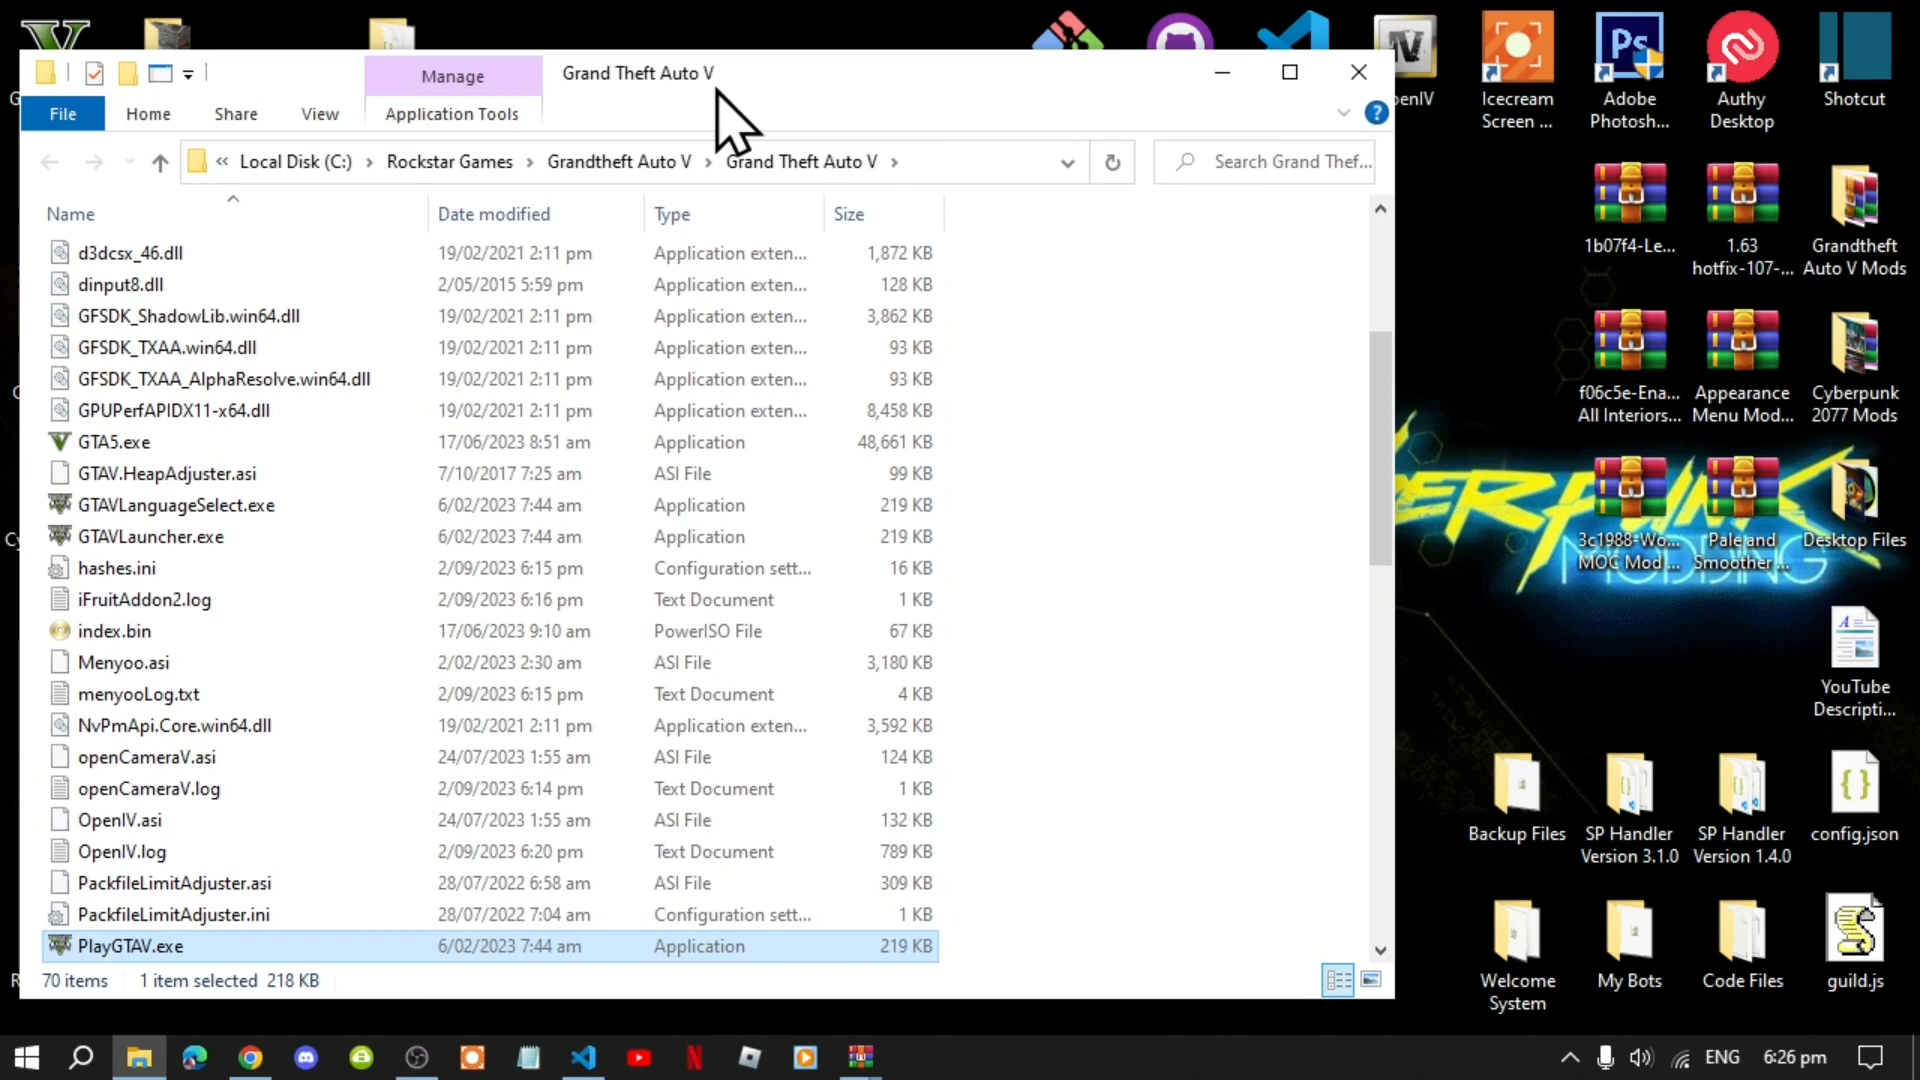 Manage
Grand Theft Auto V
File
Home
Share
View
Application Tools
?
« Local Disk (C:) › Rockstar Games › Grandtheft Auto V › Grand Theft Auto V ›
Search Grand Thef...
Name Date modified Type Size
d3dcsx_46.dll 19/02/2021 2:11 pm Application exten... 1,872 KB
dinput8.dll 2/05/2015 5:59 pm Application exten... 128 KB
GFSDK_ShadowLib.win64.dll 19/02/2021 2:11 pm Application exten... 3,862 KB
GFSDK_TXAA.win64.dll 19/02/2021 2:11 pm Application exten... 93 KB
GFSDK_TXAA_AlphaResolve.win64.dll 19/02/2021 2:11 pm Application exten... 93 KB
GPUPerfAPIDX11-x64.dll 19/02/2021 2:11 pm Application exten... 8,458 KB
GTA5.exe 17/06/2023 8:51 am Application 48,661 KB
GTAV.HeapAdjuster.asi 7/10/2017 7:25 am ASI File 99 KB
GTAVLanguageSelect.exe 6/02/2023 7:44 am Application 219 KB
GTAVLauncher.exe 6/02/2023 7:44 am Application 219 KB
hashes.ini 2/09/2023 6:15 pm Configuration sett... 16 KB
iFruitAddon2.log 2/09/2023 6:16 pm Text Document 1 KB
index.bin 17/06/2023 9:10 am PowerISO File 67 KB
Menyoo.asi 2/02/2023 2:30 am ASI File 3,180 KB
menyooLog.txt 2/09/2023 6:15 pm Text Document 4 KB
NvPmApi.Core.win64.dll 19/02/2021 2:11 pm Application exten... 3,592 KB
openCameraV.asi 24/07/2023 1:55 am ASI File 124 KB
openCameraV.log 2/09/2023 6:14 pm Text Document 1 KB
OpenIV.asi 24/07/2023 1:55 am ASI File 132 KB
OpenIV.log 2/09/2023 6:20 pm Text Document 789 KB
PackfileLimitAdjuster.asi 28/07/2022 6:58 am ASI File 309 KB
PackfileLimitAdjuster.ini 28/07/2022 7:04 am Configuration sett... 1 KB
PlayGTAV.exe 6/02/2023 7:44 am Application 219 KB
70 items 1 item selected 218 KB
Icecream
Screen ...
Ps
Adobe
Photosh...
Authy
Desktop
Shotcut
1b07f4-Le...
1.63
hotfix-107-...
Grandtheft
Auto V Mods
f06c5e-Ena...
All Interiors...
Appearance
Menu Mod...
Cyberpunk
2077 Mods
3c1988-Wo...
MOC Mod ...
Pale and
Smoother ...
Desktop Files
MODDING
YouTube
Descripti...
Backup Files
SP Handler
Version 3.1.0
SP Handler
Version 1.4.0
config.json
Welcome
System
My Bots
Code Files
guild.js
ENG
6:26 pm